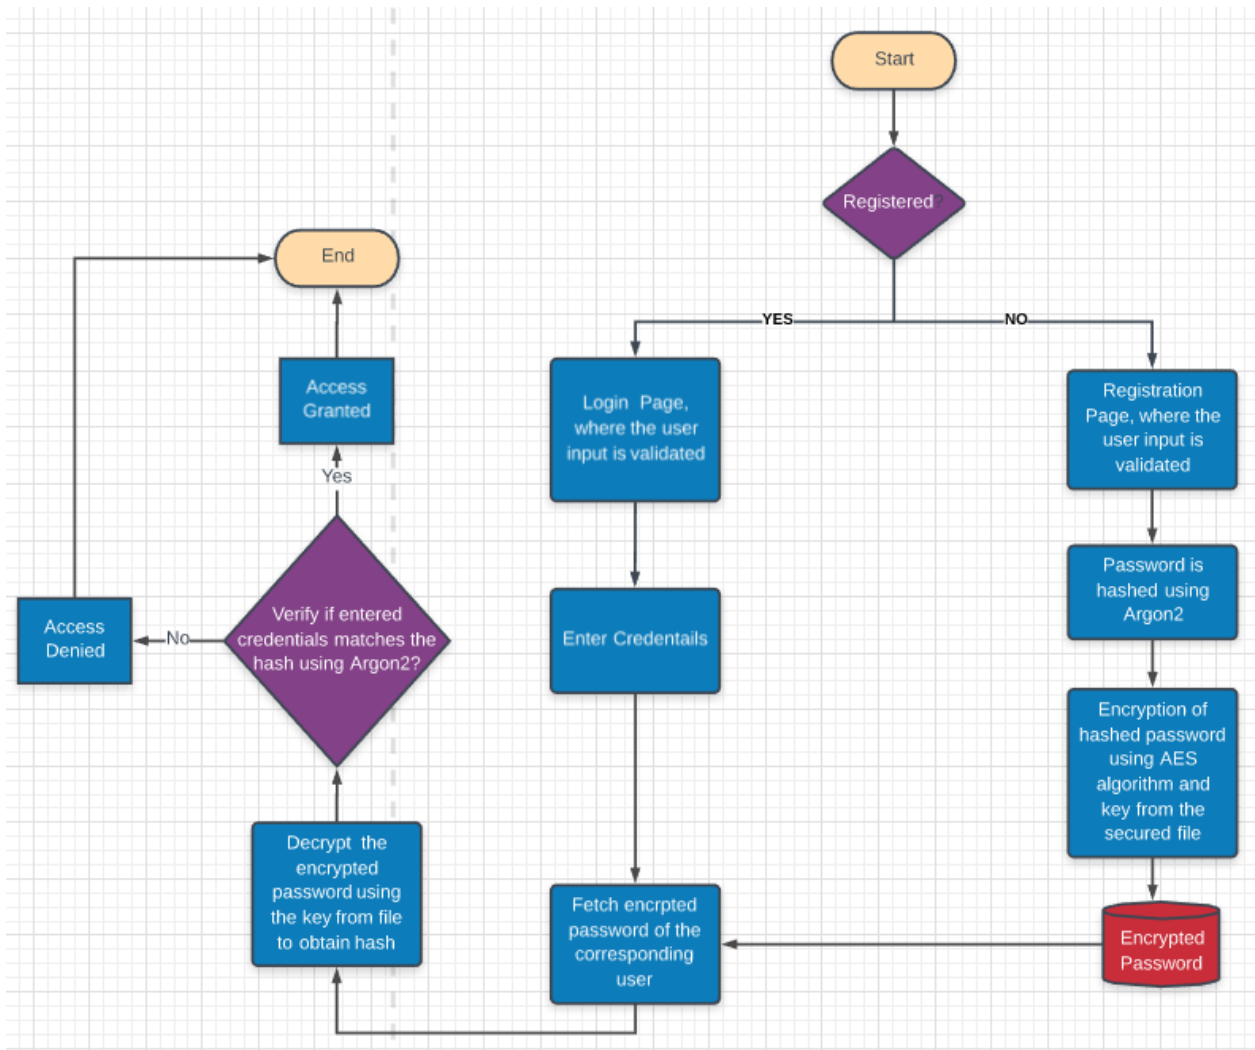 Start
Registered?
YES
NO
Login Page,
where the user
input is validated
Registration
Page, where the
user input is
validated
Enter Credentails
Password is
hashed using
Argon2
Encryption of
hashed password
using AES
algorithm and
key from the
secured file
Encrypted
Password
Fetch encrpted
password of the
corresponding
user
Decrypt the
encrypted
password using
the key from file
to obtain hash
Verify if entered
credentials matches the
hash using Argon2?
No
Access
Denied
Yes
Access
Granted
End